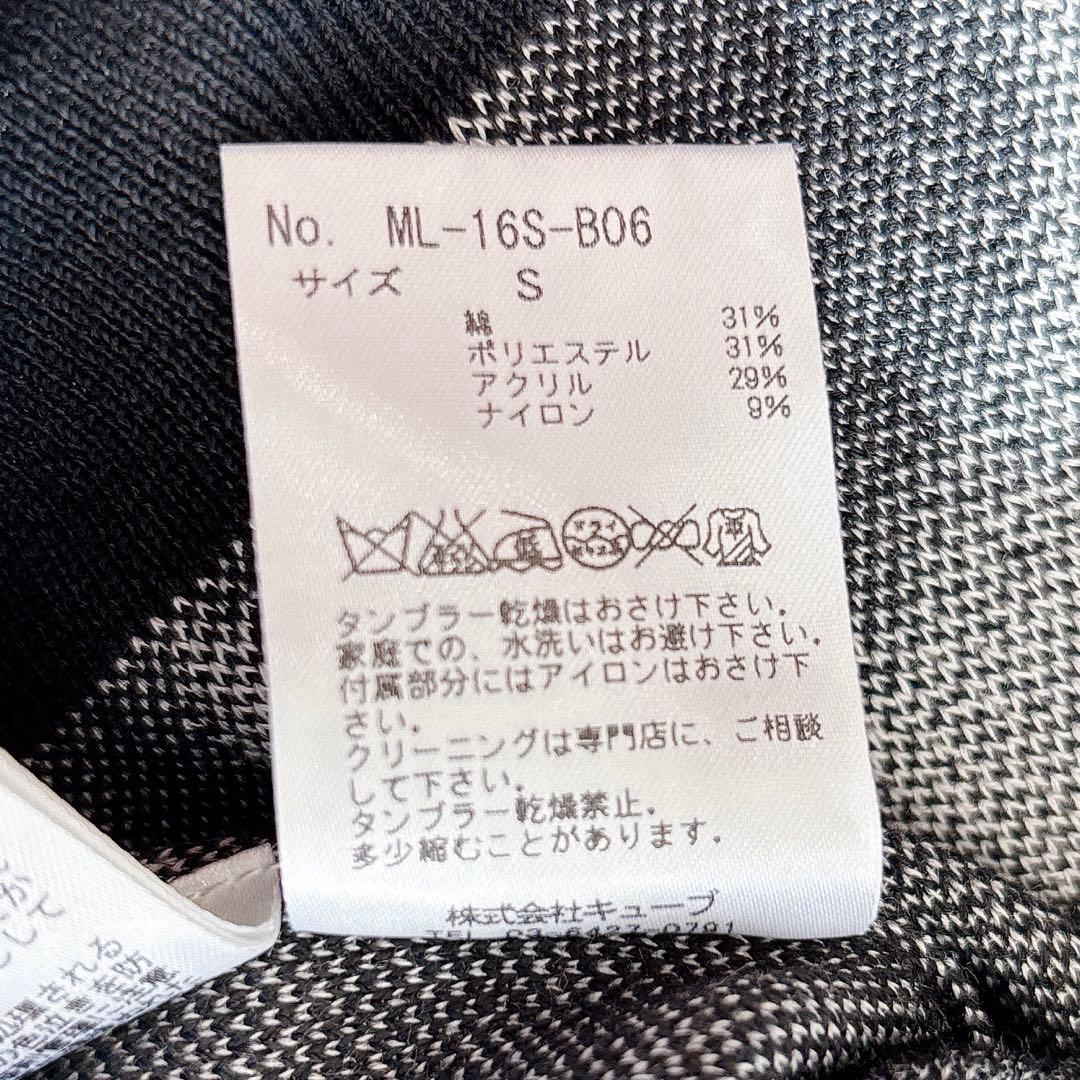 No. ML-16S-B06
サイズ S
綿 31%
ポリエステル 31%
アクリル 29%
ナイロン 9%
タンブラー乾燥はおさけ下さい.
家庭での、水洗いはお避け下さい.
付属部分にはアイロンはおさけ下
さい.
クリーニングは専門店に、ご相談
して下さい.
タンブラー乾燥禁止.
多少縮むことがあります.
株式会社キューブ
TEL 03-6427-0791